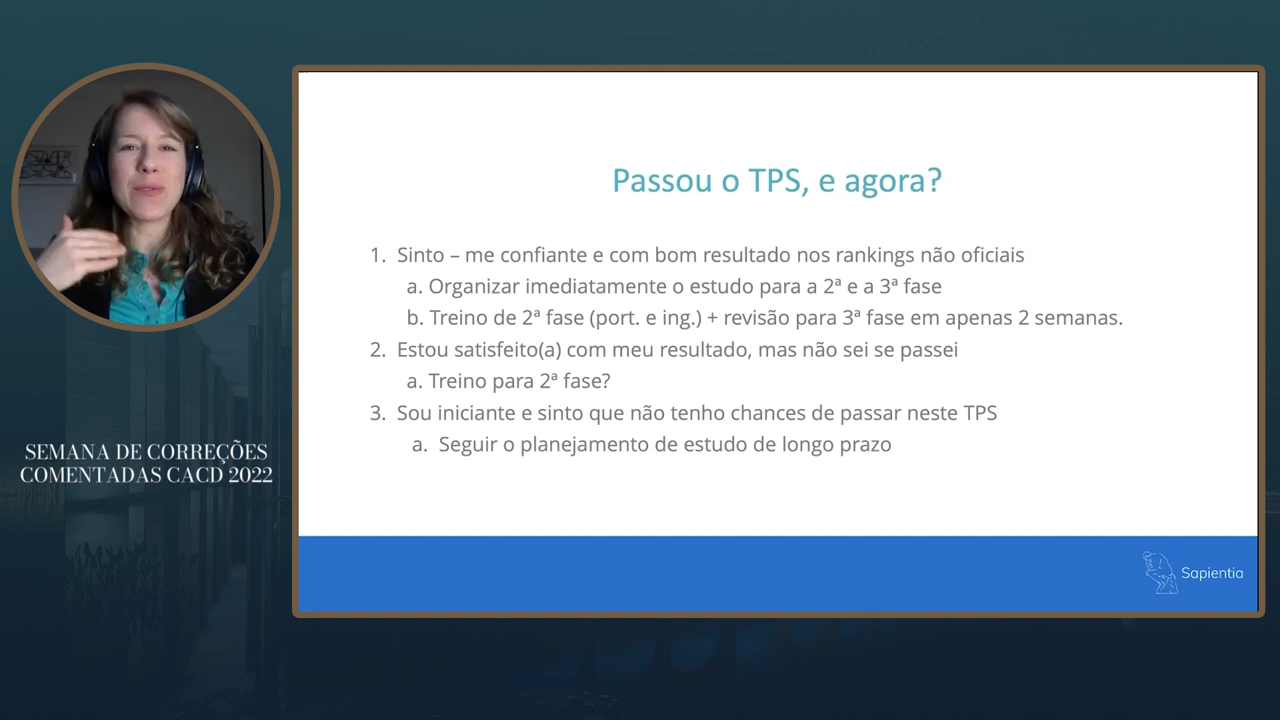 Passou o TPS, e agora?
1. Sinto – me confiante e com bom resultado nos rankings não oficiais
a. Organizar imediatamente o estudo para a 2ª e a 3ª fase
b. Treino de 2ª fase (port. e ing.) + revisão para 3ª fase em apenas 2 semanas.
2. Estou satisfeito(a) com meu resultado, mas não sei se passei
a. Treino para 2ª fase?
3. Sou iniciante e sinto que não tenho chances de passar neste TPS
a. Seguir o planejamento de estudo de longo prazo
SEMANA DE CORREÇÕES
COMENTADAS CACD 2022
Sapientia